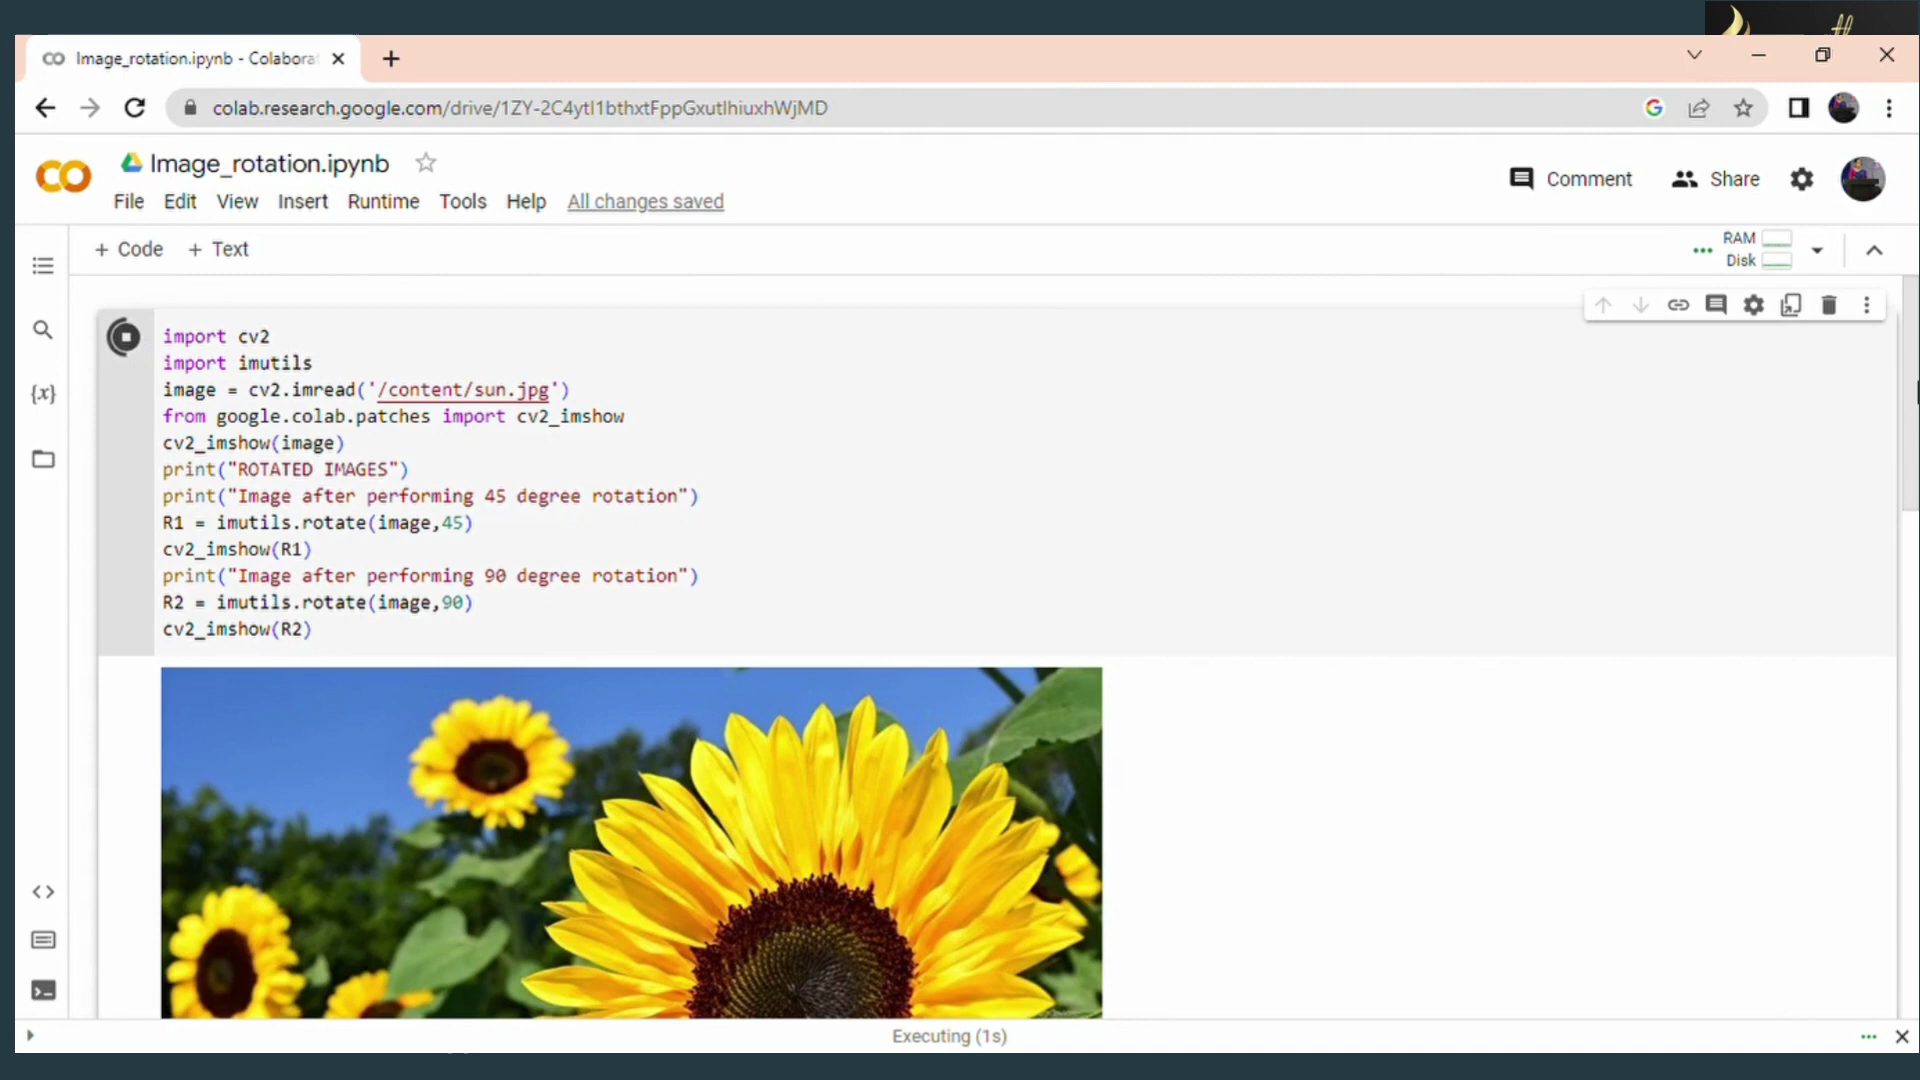 Image_rotation.ipynb - Colabora
colab.research.google.com/drive/1ZY-2C4ytI1bthxtFppGxutIhiuxhWjMD
Image_rotation.ipynb
Comment
Share
File Edit View Insert Runtime Tools Help All changes saved
+ Code + Text
RAM
Disk
import cv2
import imutils
image = cv2.imread('/content/sun.jpg')
from google.colab.patches import cv2_imshow
cv2_imshow(image)
print("ROTATED IMAGES")
print("Image after performing 45 degree rotation")
R1 = imutils.rotate(image,45)
cv2_imshow(R1)
print("Image after performing 90 degree rotation")
R2 = imutils.rotate(image,90)
cv2_imshow(R2)
{x}
Executing (1s)